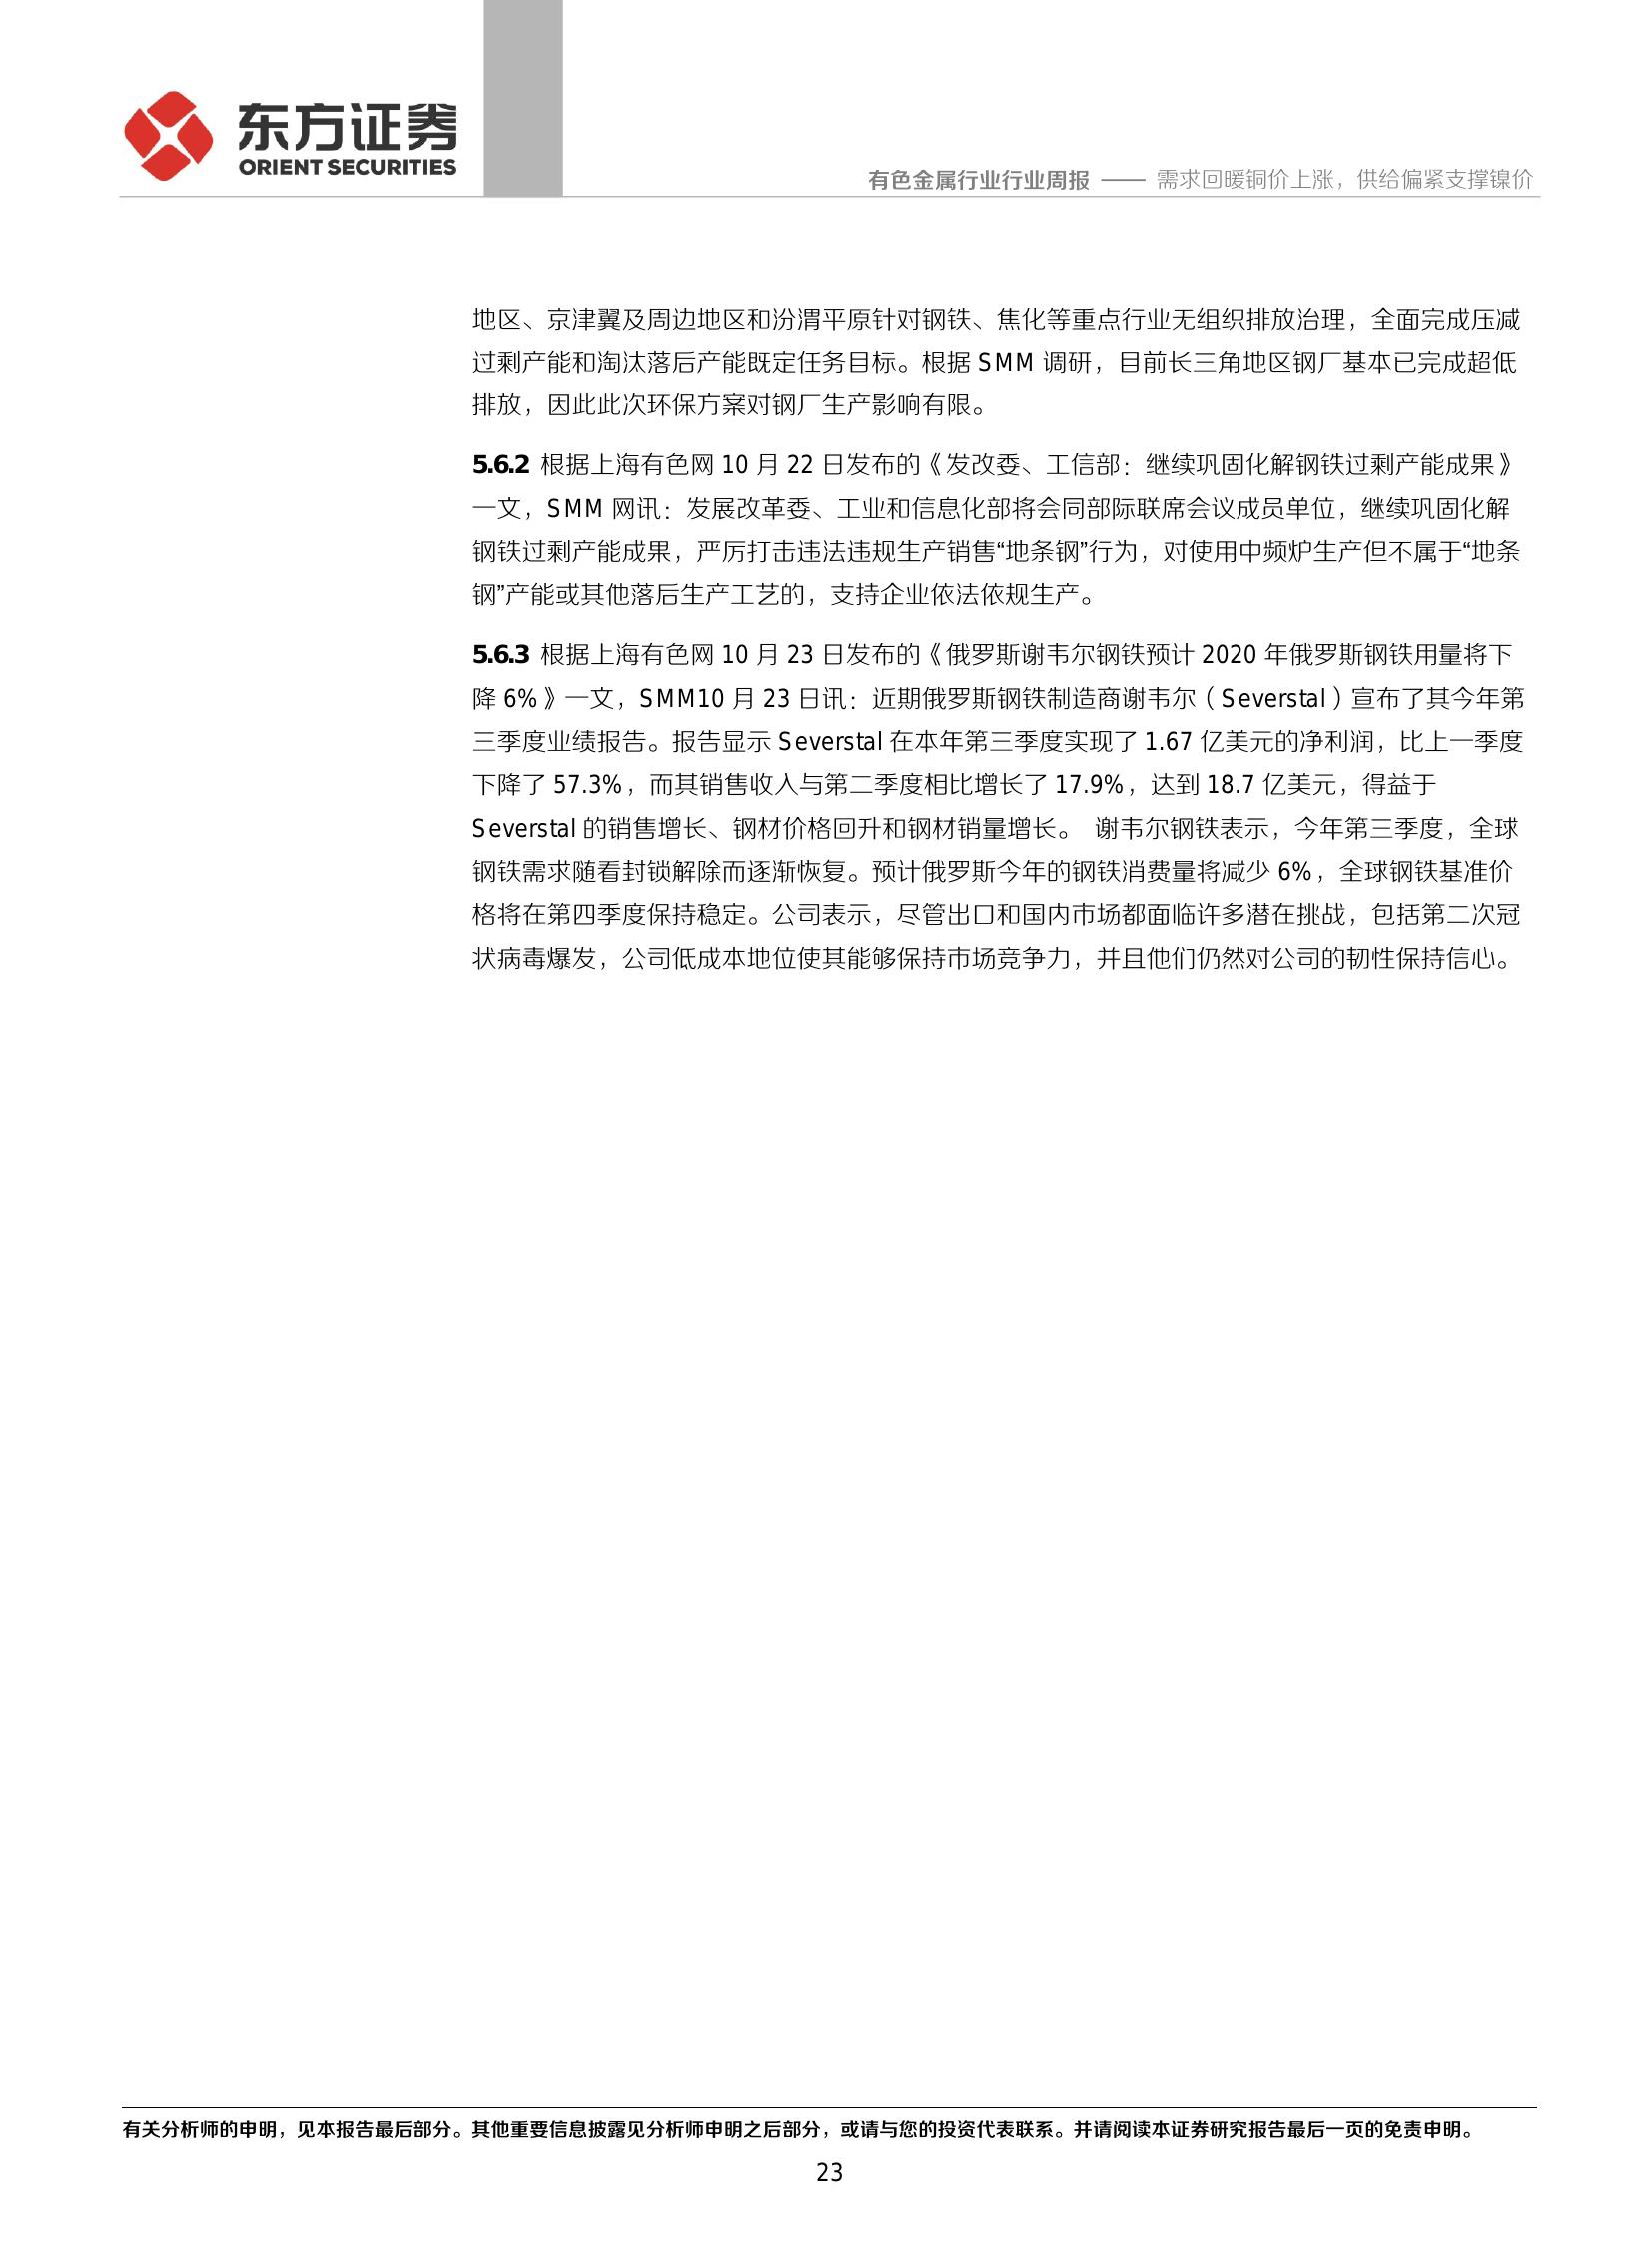 东方证券
ORIENT SECURITIES
有色金属行业行业周报 —— 需求回暖铜价上涨，供给偏紧支撑镍价
地区、京津翼及周边地区和汾渭平原针对钢铁、焦化等重点行业无组织排放治理，全面完成压减
过剩产能和淘汰落后产能既定任务目标。根据 SMM 调研，目前长三角地区钢厂基本已完成超低
排放，因此此次环保方案对钢厂生产影响有限。
5.6.2 根据上海有色网 10 月 22 日发布的《发改委、工信部：继续巩固化解钢铁过剩产能成果》
一文，SMM 网讯：发展改革委、工业和信息化部将会同部际联席会议成员单位，继续巩固化解
钢铁过剩产能成果，严厉打击违法违规生产销售“地条钢”行为，对使用中频炉生产但不属于“地条
钢”产能或其他落后生产工艺的，支持企业依法依规生产。
5.6.3 根据上海有色网 10 月 23 日发布的《俄罗斯谢韦尔钢铁预计 2020 年俄罗斯钢铁用量将下
降 6%》一文，SMM10 月 23 日讯：近期俄罗斯钢铁制造商谢韦尔（Severstal）宣布了其今年第
三季度业绩报告。报告显示 Severstal 在本年第三季度实现了 1.67 亿美元的净利润，比上一季度
下降了 57.3%，而其销售收入与第二季度相比增长了 17.9%，达到 18.7 亿美元，得益于
Severstal 的销售增长、钢材价格回升和钢材销量增长。 谢韦尔钢铁表示，今年第三季度，全球
钢铁需求随看封锁解除而逐渐恢复。预计俄罗斯今年的钢铁消费量将减少 6%，全球钢铁基准价
格将在第四季度保持稳定。公司表示，尽管出口和国内市场都面临许多潜在挑战，包括第二次冠
状病毒爆发，公司低成本地位使其能够保持市场竞争力，并且他们仍然对公司的韧性保持信心。
有关分析师的申明，见本报告最后部分。其他重要信息披露见分析师申明之后部分，或请与您的投资代表联系。并请阅读本证券研究报告最后一页的免责申明。
23